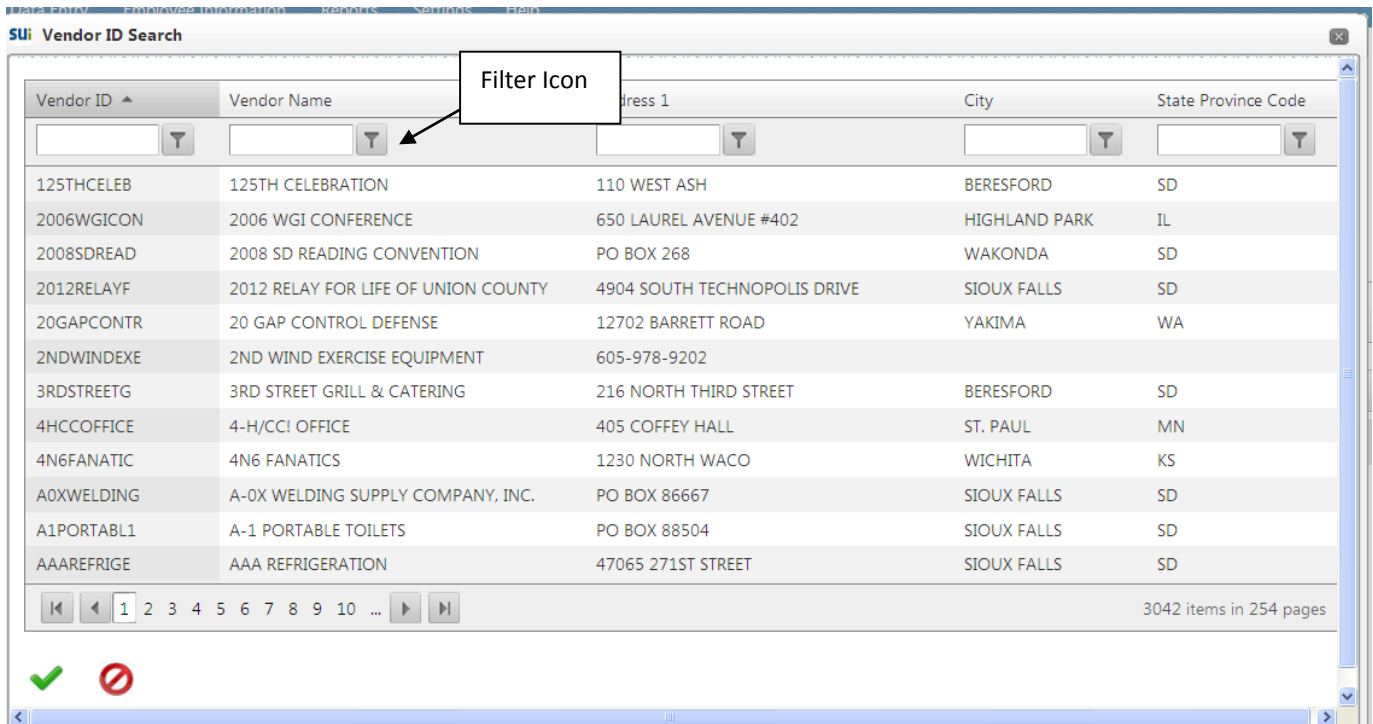 Data Entry Employee Information Reports Settings Help
SUi Vendor ID Search
Filter Icon
Vendor ID Vendor Name dress 1 City State Province Code
125THCELEB 125TH CELEBRATION 110 WEST ASH BERESFORD SD
2006WGICON 2006 WGI CONFERENCE 650 LAUREL AVENUE #402 HIGHLAND PARK IL
2008SDREAD 2008 SD READING CONVENTION PO BOX 268 WAKONDA SD
2012RELAYF 2012 RELAY FOR LIFE OF UNION COUNTY 4904 SOUTH TECHNOPOLIS DRIVE SIOUX FALLS SD
20GAPCONTR 20 GAP CONTROL DEFENSE 12702 BARRETT ROAD YAKIMA WA
2NDWINDEXE 2ND WIND EXERCISE EQUIPMENT 605-978-9202
3RDSTREETG 3RD STREET GRILL & CATERING 216 NORTH THIRD STREET BERESFORD SD
4HCCOFFICE 4-H/CC! OFFICE 405 COFFEY HALL ST. PAUL MN
4N6FANATIC 4N6 FANATICS 1230 NORTH WACO WICHITA KS
A0XWELDING A-0X WELDING SUPPLY COMPANY, INC. PO BOX 86667 SIOUX FALLS SD
A1PORTABL1 A-1 PORTABLE TOILETS PO BOX 88504 SIOUX FALLS SD
AAAREFRIGE AAA REFRIGERATION 47065 271ST STREET SIOUX FALLS SD
1 2 3 4 5 6 7 8 9 10 ... 3042 items in 254 pages